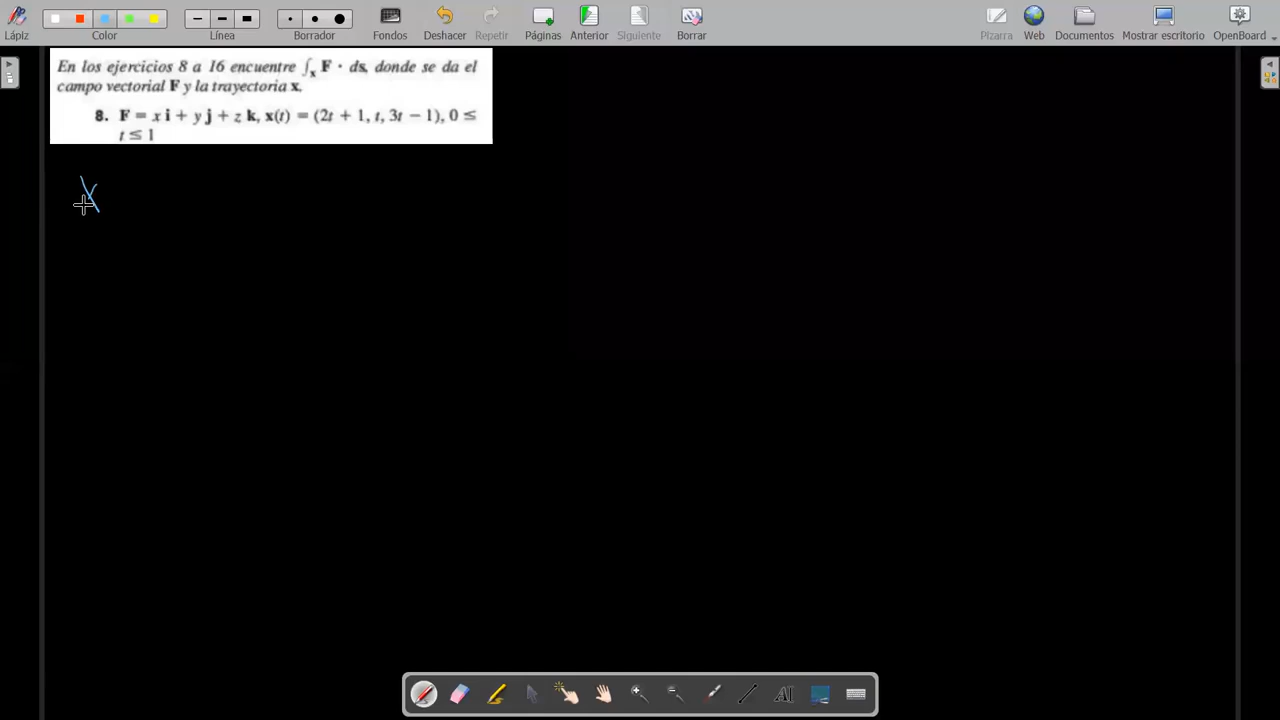 Lápiz Color Línea Borrador Fondos Deshacer Repetir Páginas Anterior Siguiente Borrar Pizarra Web Documentos Mostrar escritorio OpenBoard
En los ejercicios 8 a 16 encuentre ∫ₓ F · ds, donde se da el
campo vectorial F y la trayectoria x.
8. F = x i + y j + z k, x(t) = (2t + 1, t, 3t − 1), 0 ≤
t ≤ 1
X
AI